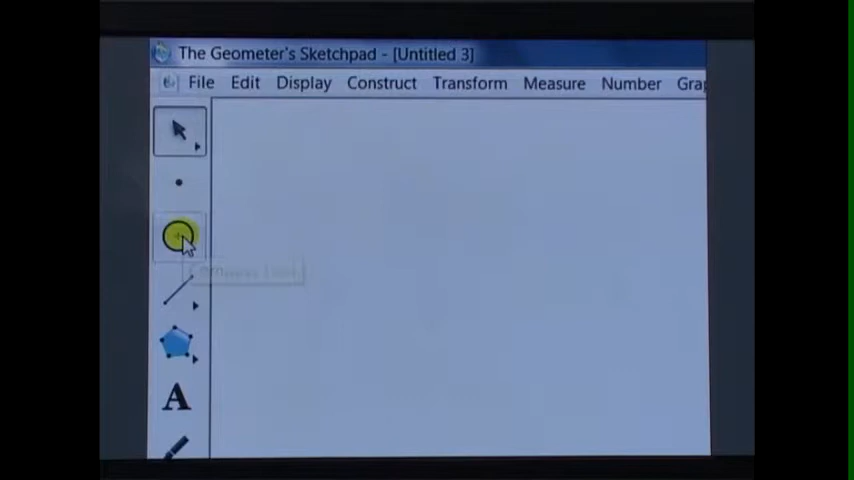 The Geometer's Sketchpad - [Untitled 3]
File Edit Display Construct Transform Measure Number
A